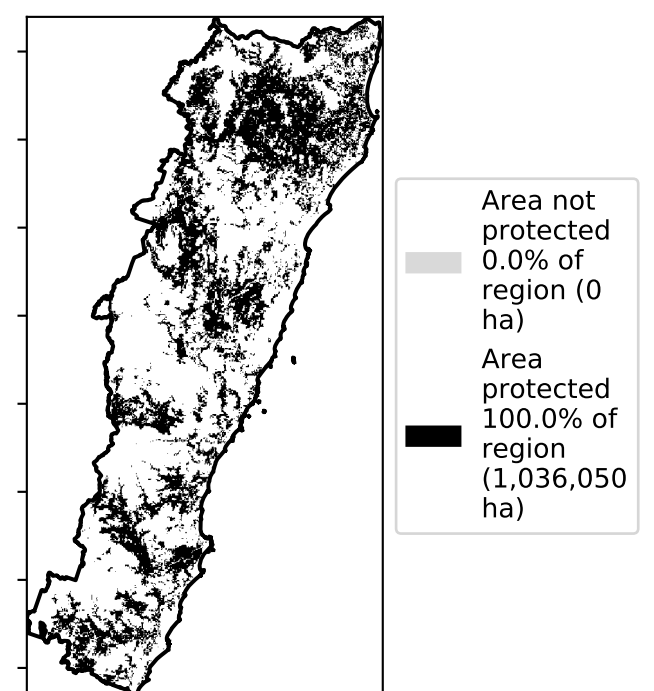 Area not
protected
0.0% of
region (0
ha)
Area
protected
100.0% of
region
(1,036,050
ha)